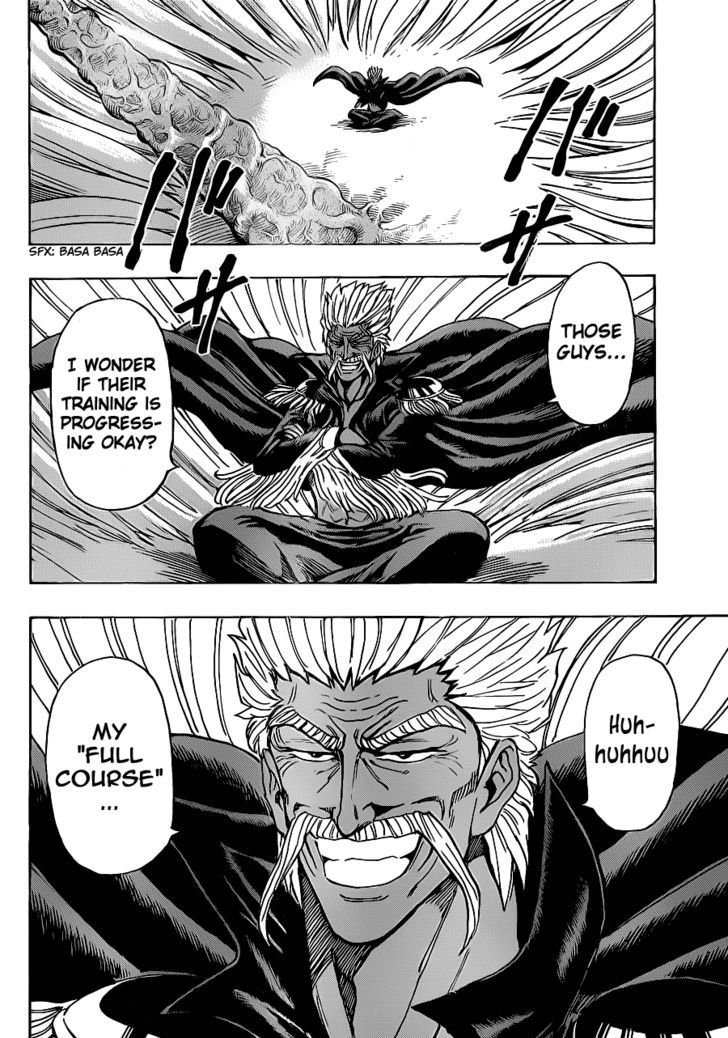 バサ
バサ
SFX: BASA BASA
THOSE
GUYS...
I WONDER
IF THEIR
TRAINING IS
PROGRESS-
ING OKAY?
HUH-
HUHHUU
MY
"FULL
COURSE"
...